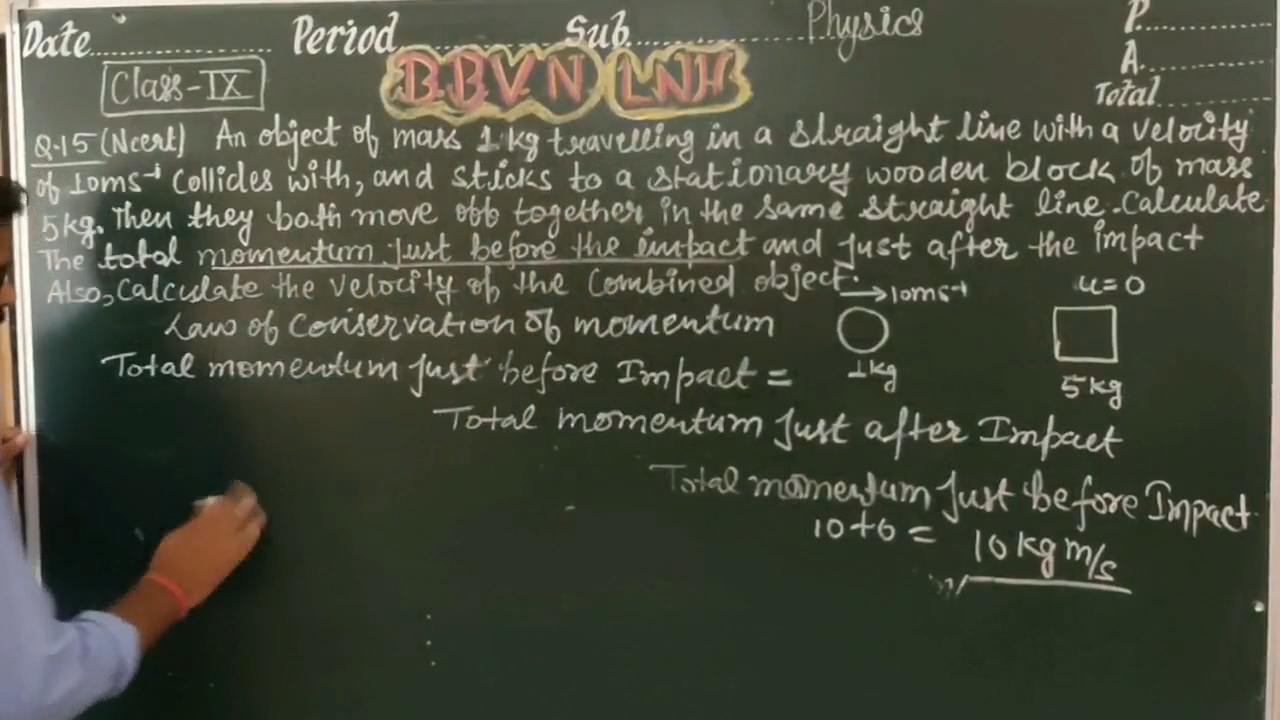 Date Period Sub Physics P.
A.
Total
Class-IX
BBVN LNH
Q.15 (Ncert) An object of mass 1 kg travelling in a straight line with a velocity
of 10ms⁻¹ Collides with, and sticks to a stationary wooden block of mass
5kg. Then they both move off together in the same straight line. Calculate
The total momentum just before the impact and just after the impact
Also, Calculate the velocity of the Combined object.
→10ms⁻¹ u=0
Law of Conservation of momentum
1kg 5kg
Total momentum Just before Impact =
Total momentum Just after Impact
Total momentum Just before Impact
10+0 = 10 kg m/s